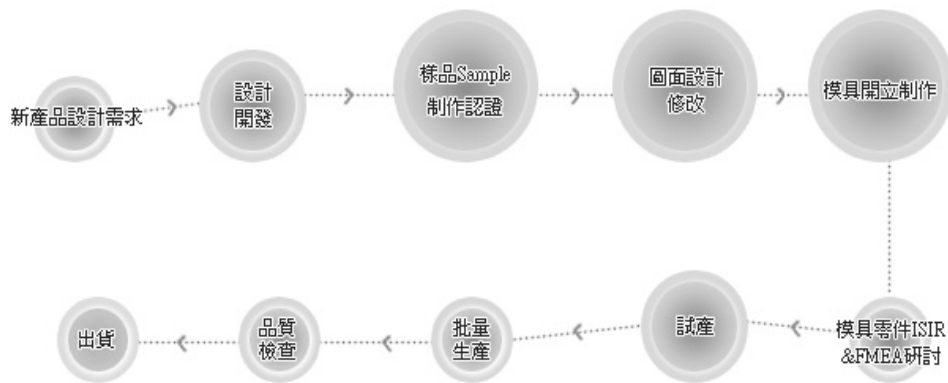 新產品設計需求
設計
開發
樣品Sample
制作認證
圖面設計
修改
模具開立制作
模具零件ISIR
&FMEA研討
試產
批量
生產
品質
檢查
出貨